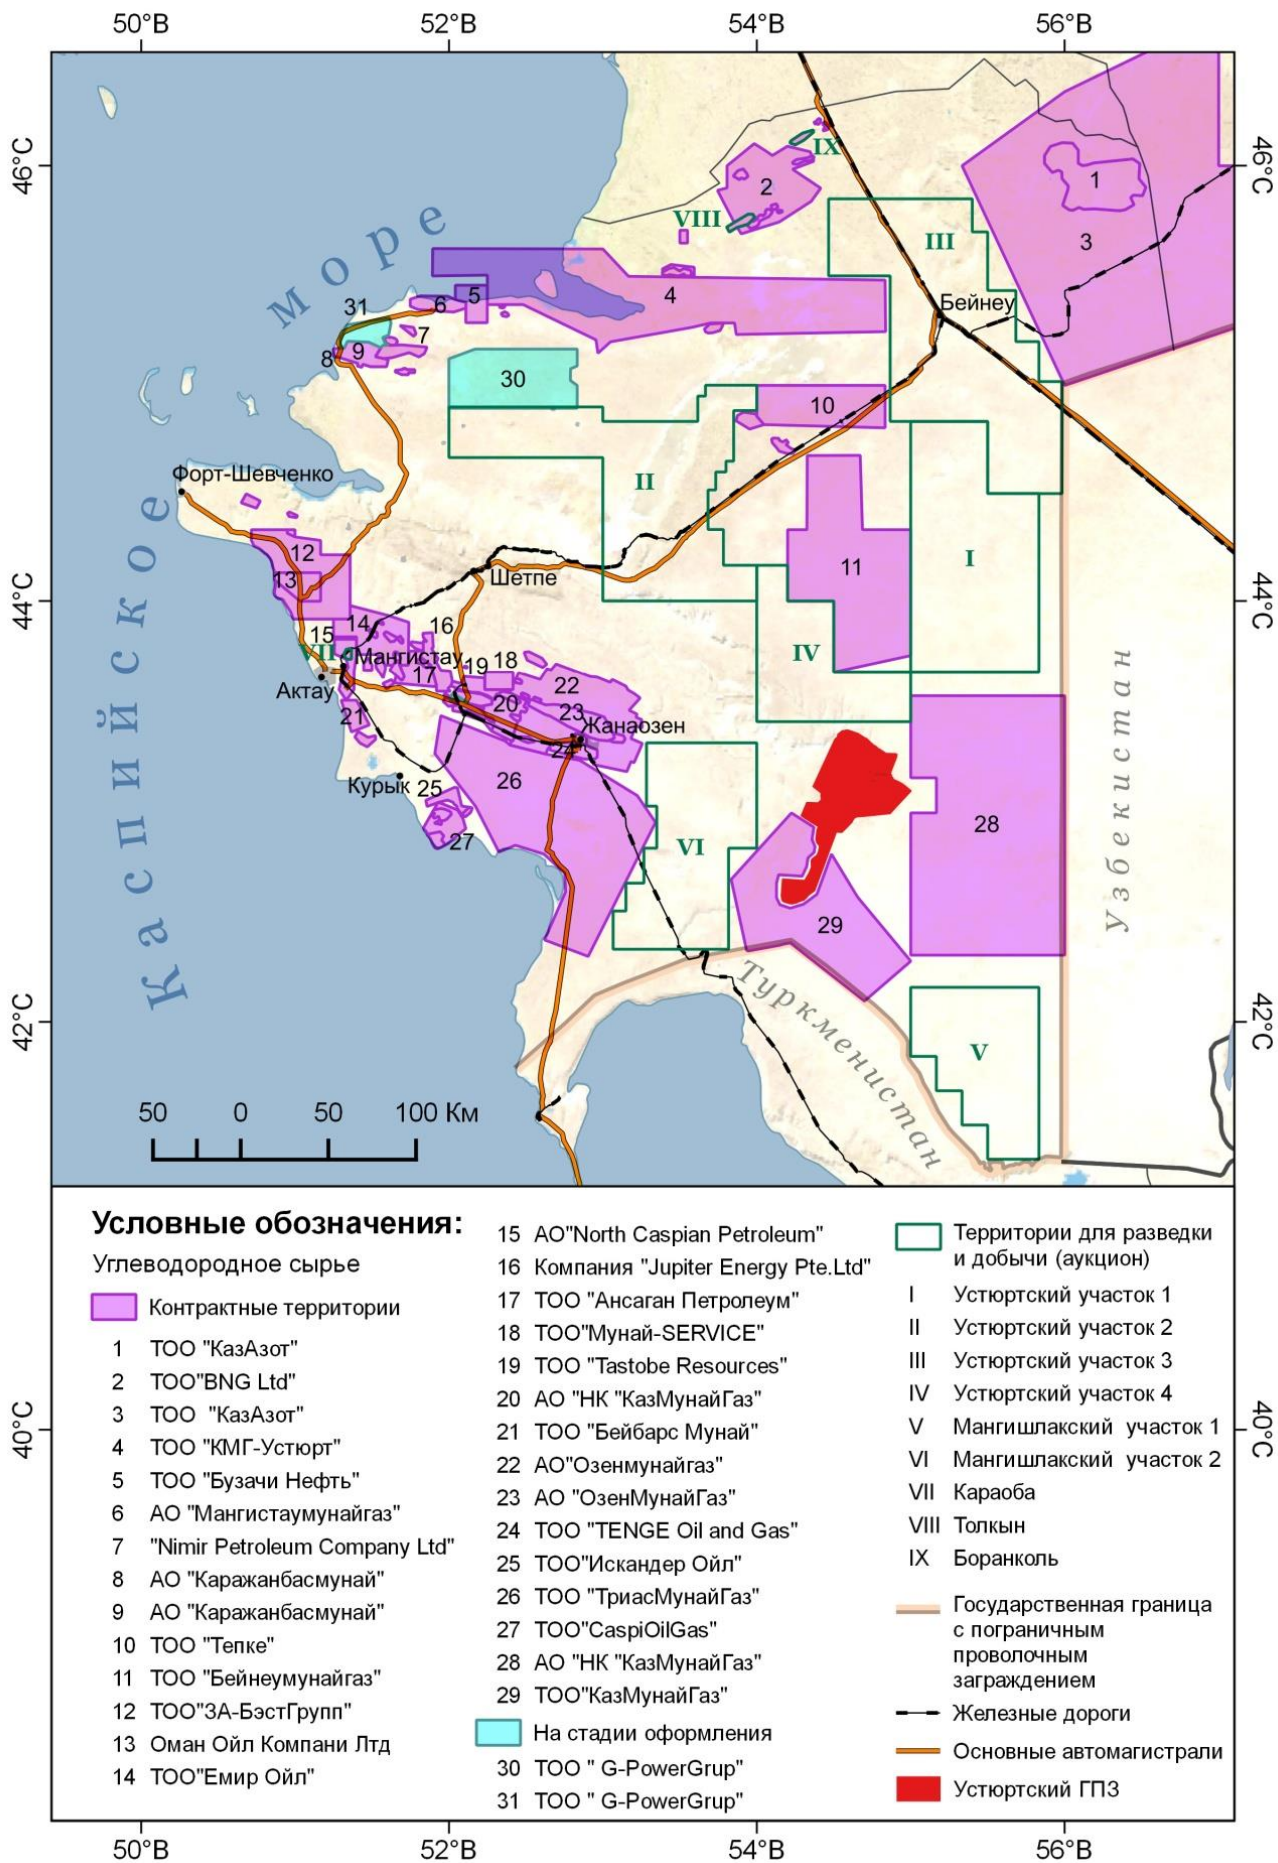 50°В 52°В 54°В 56°В
46°С
46°С
44°С
44°С
42°С
42°С
40°С
40°С
Каспийское
море
IX
2
1
VIII
III
3
31
6
5
4
Бейнеу
7
8
9
30
10
Форт-Шевченко
II
12
11
I
13
Шетпе
15
14
16
VII
Мангистау
IV
17
19
18
Актау
22
20
21
23
Жанаозен
24
Курык
25
26
28
27
VI
29
Узбекистан
Туркменистан
V
50 0 50 100 Км
Условные обозначения:
Углеводородное сырье
Контрактные территории
1 ТОО "КазАзот"
2 ТОО"BNG Ltd"
3 ТОО "КазАзот"
4 ТОО "КМГ-Устюрт"
5 ТОО "Бузачи Нефть"
6 АО "Мангистаумунайгаз"
7 "Nimir Petroleum Company Ltd"
8 АО "Каражанбасмунай"
9 АО "Каражанбасмунай"
10 ТОО "Тепке"
11 ТОО "Бейнеумунайгаз"
12 ТОО"ЗА-БэстГрупп"
13 Оман Ойл Компани Лтд
14 ТОО"Емир Ойл"
15 АО"North Caspian Petroleum"
16 Компания "Jupiter Energy Pte.Ltd"
17 ТОО "Ансаган Петролеум"
18 ТОО"Мунай-SERVICE"
19 ТОО "Tastobe Resources"
20 АО "НК "КазМунайГаз"
21 ТОО "Бейбарс Мунай"
22 АО"Озенмунайгаз"
23 АО "ОзенМунайГаз"
24 ТОО "TENGE Oil and Gas"
25 ТОО"Искандер Ойл"
26 ТОО "ТриасМунайГаз"
27 ТОО"CaspiOilGas"
28 АО "НК "КазМунайГаз"
29 ТОО"КазМунайГаз"
На стадии оформления
30 ТОО " G-PowerGrup"
31 ТОО " G-PowerGrup"
Территории для разведки
и добычи (аукцион)
I Устюртский участок 1
II Устюртский участок 2
III Устюртский участок 3
IV Устюртский участок 4
V Мангишлакский участок 1
VI Мангишлакский участок 2
VII Караоба
VIII Толкын
IX Боранколь
Государственная граница
с пограничным
проволочным
заграждением
Железные дороги
Основные автомагистрали
Устюртский ГПЗ
50°В 52°В 54°В 56°В